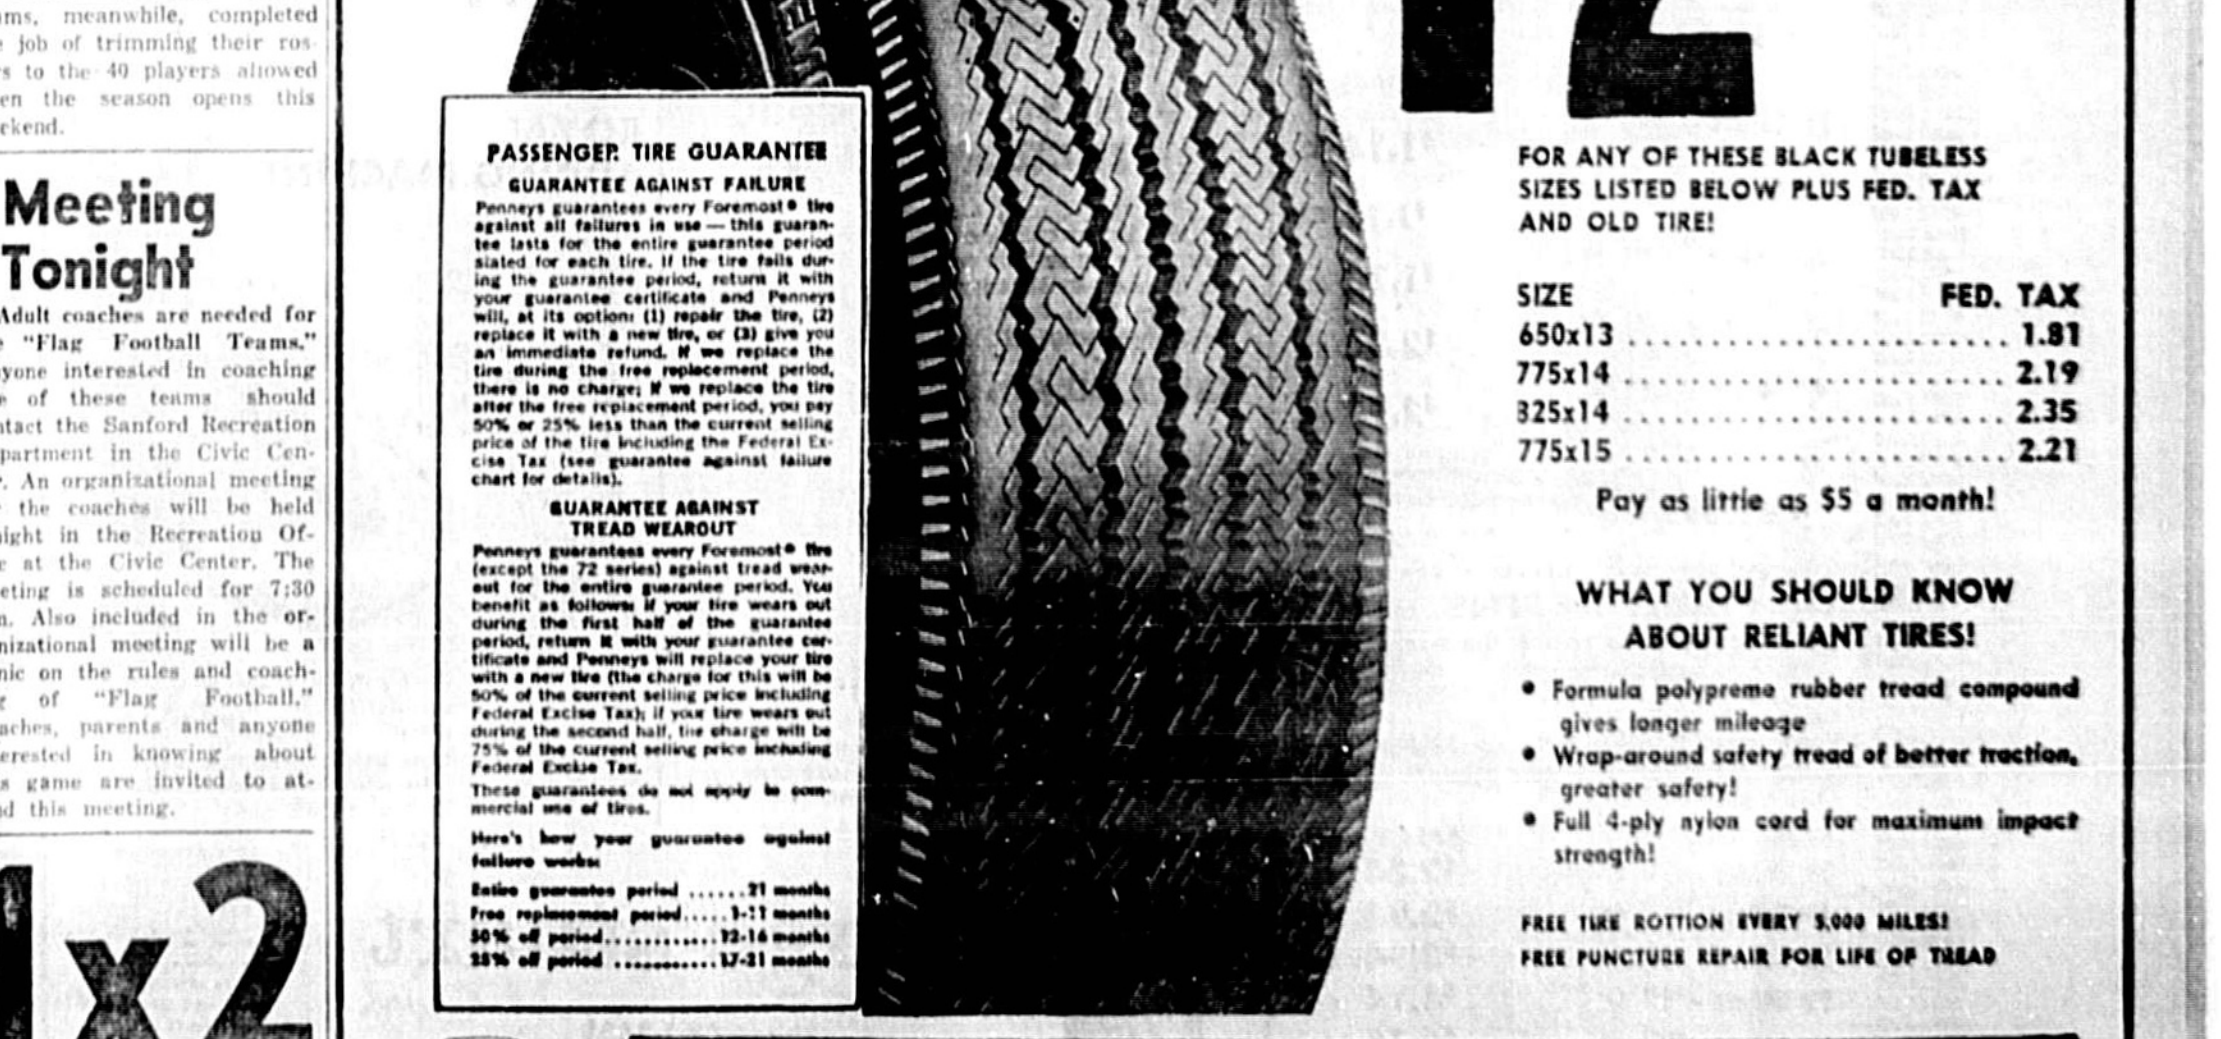 ms, meanwhile, completed
job of trimming their ros-
s to the 40 players allowed
en the season opens this
ekend.
Meeting
Tonight
Adult coaches are needed for
"Flag Football Teams."
yone interested in coaching
of these teams should
ntact the Sanford Recreation
partment in the Civic Cen-
. An organizational meeting
the coaches will be held
ight in the Recreation Of-
at the Civic Center. The
eting is scheduled for 7:30
. Also included in the or-
nizational meeting will be a
nic on the rules and coach-
of "Flag Football."
aches, parents and anyone
erested in knowing about
s game are invited to at-
d this meeting.
1x2
PASSENGER TIRE GUARANTEE
GUARANTEE AGAINST FAILURE
Penneys guarantees every Foremost® tire
against all failures in use — this guaran-
tee lasts for the entire guarantee period
stated for each tire. If the tire fails dur-
ing the guarantee period, return it with
your guarantee certificate and Penneys
will, at its option: (1) repair the tire, (2)
replace it with a new tire, or (3) give you
an immediate refund. If we replace the
tire during the free replacement period,
there is no charge; if we replace the tire
after the free replacement period, you pay
50% or 25% less than the current selling
price of the tire including the Federal Ex-
cise Tax (see guarantee against failure
chart for details).
GUARANTEE AGAINST
TREAD WEAROUT
Penneys guarantees every Foremost® tire
(except the 72 series) against tread wear-
out for the entire guarantee period. You
benefit as follows: if your tire wears out
during the first half of the guarantee
period, return it with your guarantee cer-
tificate and Penneys will replace your tire
with a new tire (the charge for this will be
50% of the current selling price including
Federal Excise Tax); if your tire wears out
during the second half, the charge will be
75% of the current selling price including
Federal Excise Tax.
These guarantees do not apply to com-
mercial use of tires.
Here's how your guarantee against
failure works:
Entire guarantee period ......21 months
Free replacement period.....1-11 months
50% off period............12-16 months
25% off period ...........17-21 months
12
FOR ANY OF THESE BLACK TUBELESS
SIZES LISTED BELOW PLUS FED. TAX
AND OLD TIRE!
SIZE FED. TAX
650x13 ........................ 1.81
775x14 ........................ 2.19
825x14 ........................ 2.35
775x15 ........................ 2.21
Pay as little as $5 a month!
WHAT YOU SHOULD KNOW
ABOUT RELIANT TIRES!
• Formula polypreme rubber tread compound
gives longer mileage
• Wrap-around safety tread of better traction,
greater safety!
• Full 4-ply nylon cord for maximum impact
strength!
FREE TIRE ROTTION EVERY 5,000 MILES!
FREE PUNCTURE REPAIR FOR LIFE OF TREAD